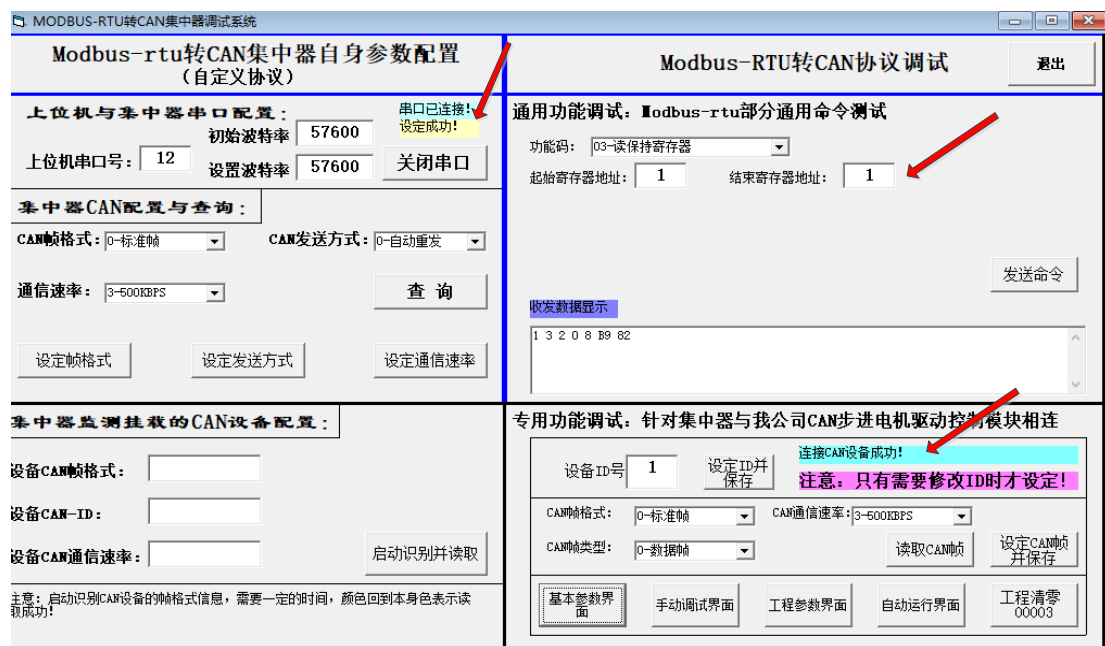 MODBUS-RTU转CAN集中器调试系统
Modbus-rtu转CAN集中器自身参数配置
（自定义协议）
上位机与集中器串口配置：
串口已连接!
设定成功!
初始波特率 57600
上位机串口号： 12
设置波特率 57600
关闭串口
集中器CAN配置与查询：
CAN帧格式： 0-标准帧
CAN发送方式： 0-自动重发
通信速率： 3-500KBPS
查 询
设定帧格式
设定发送方式
设定通信速率
集中器监测挂载的CAN设备配置：
设备CAN帧格式：
设备CAN-ID：
设备CAN通信速率：
启动识别并读取
注意：启动识别CAN设备的帧格式信息，需要一定的时间，颜色回到本身色表示读
取成功!
Modbus-RTU转CAN协议调试
退出
通用功能调试：Modbus-rtu部分通用命令测试
功能码： 03-读保持寄存器
起始寄存器地址： 1
结束寄存器地址： 1
发送命令
收发数据显示
1 3 2 0 8 B9 82
专用功能调试：针对集中器与我公司CAN步进电机驱动控制模块相连
设备ID号 1
设定ID并
保存
连接CAN设备成功!
注意：只有需要修改ID时才设定!
CAN帧格式： 0-标准帧
CAN通信速率： 3-500KBPS
CAN帧类型： 0-数据帧
读取CAN帧
设定CAN帧
并保存
基本参数界
面
手动调试界面
工程参数界面
自动运行界面
工程清零
00003